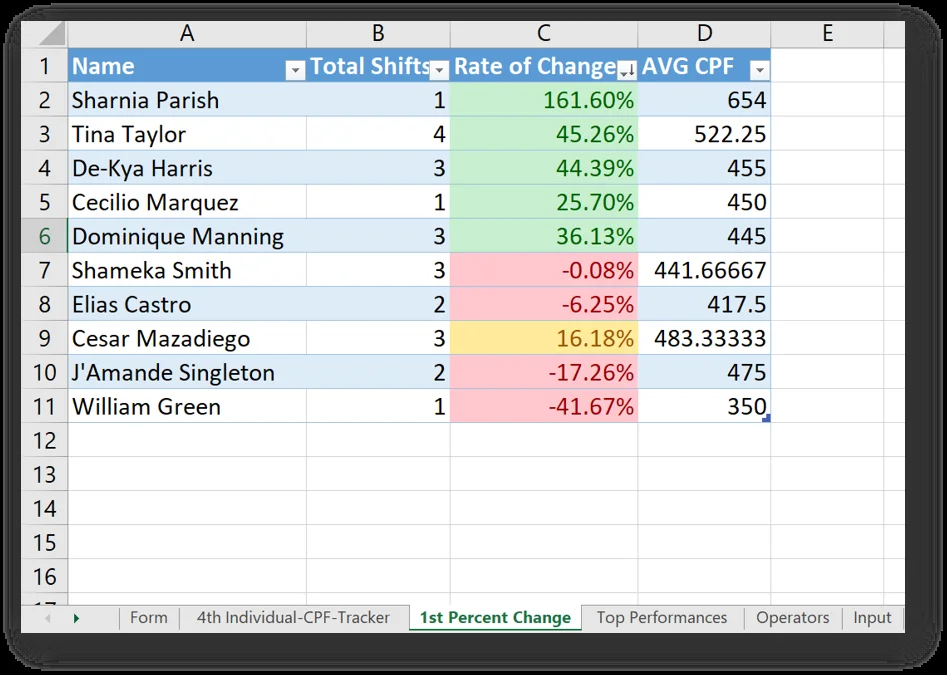 A B C D E
1 Name Total Shifts Rate of Change AVG CPF
2 Sharnia Parish 1 161.60% 654
3 Tina Taylor 4 45.26% 522.25
4 De-Kya Harris 3 44.39% 455
5 Cecilio Marquez 1 25.70% 450
6 Dominique Manning 3 36.13% 445
7 Shameka Smith 3 -0.08% 441.66667
8 Elias Castro 2 -6.25% 417.5
9 Cesar Mazadiego 3 16.18% 483.33333
10 J'Amande Singleton 2 -17.26% 475
11 William Green 1 -41.67% 350
12
13
14
15
16
17
Form 4th Individual-CPF-Tracker 1st Percent Change Top Performances Operators Input